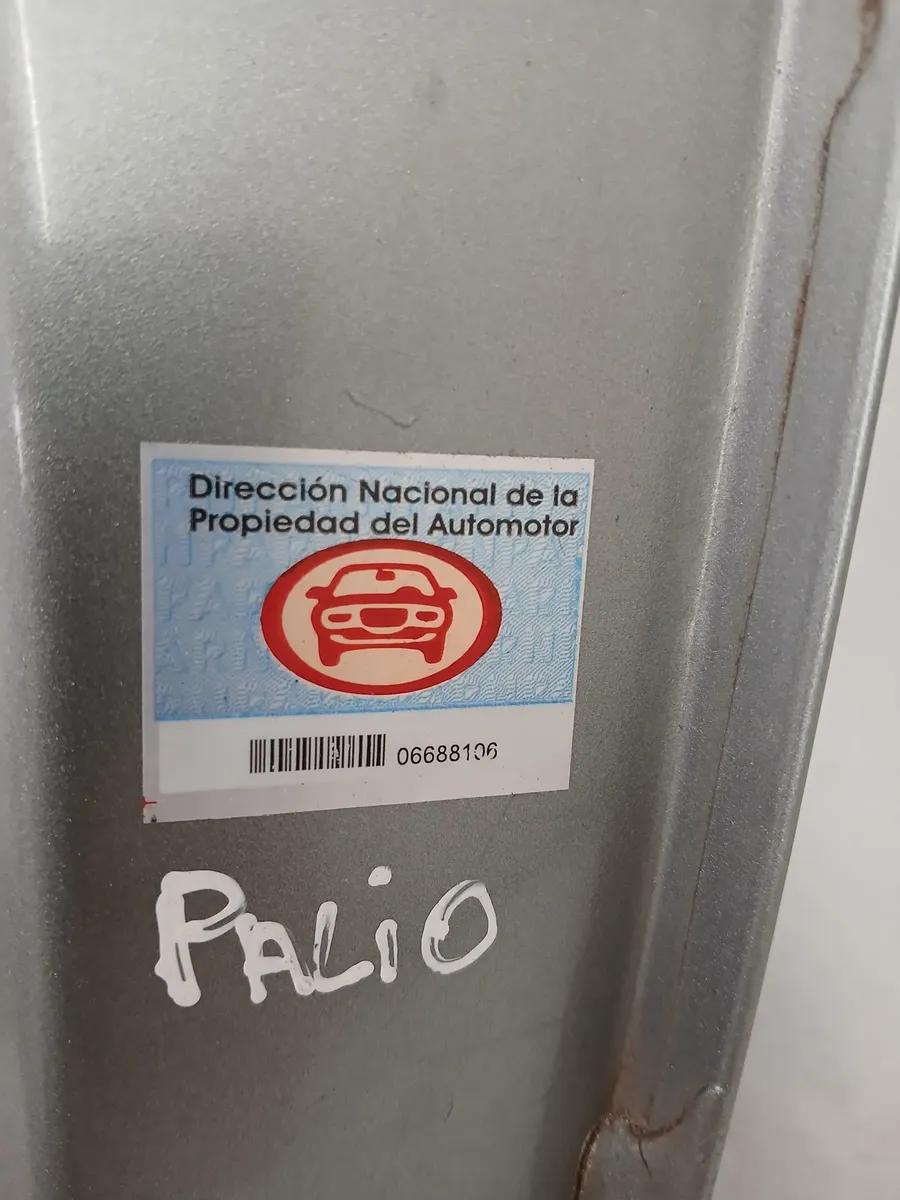 Dirección Nacional de la
Propiedad del Automotor
06688106
PALiO